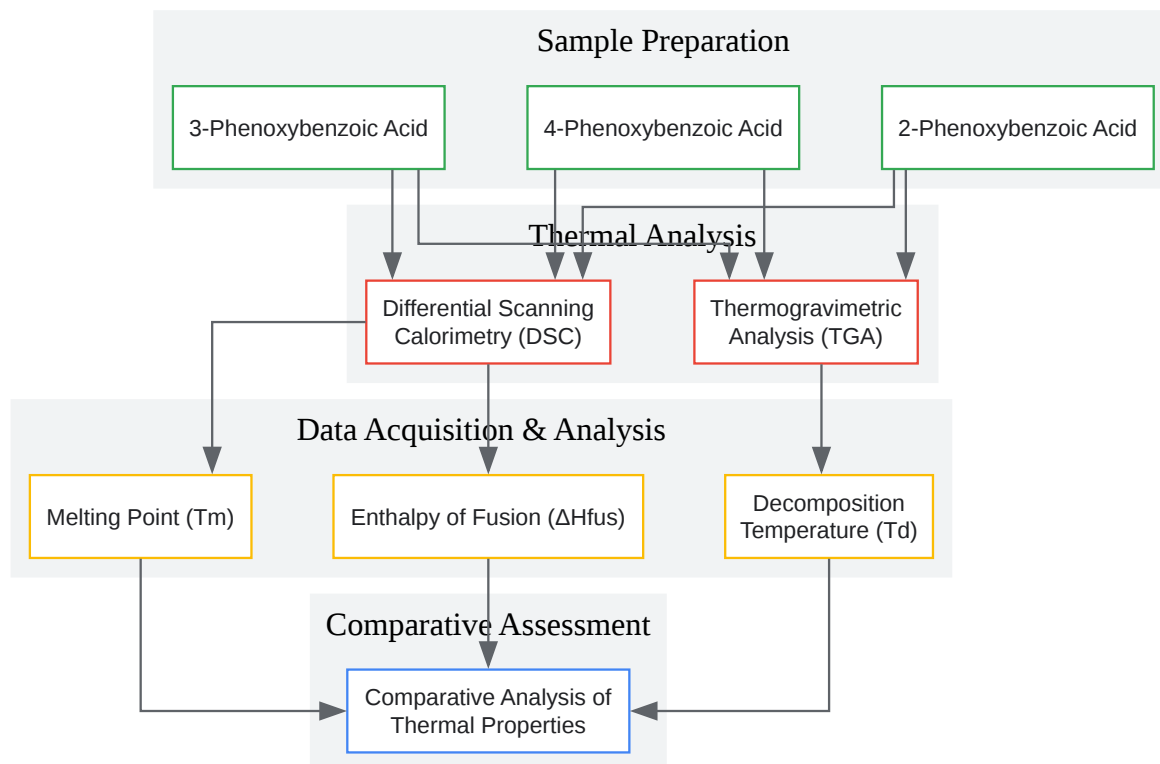 Sample Preparation
3-Phenoxybenzoic Acid
4-Phenoxybenzoic Acid
2-Phenoxybenzoic Acid
Thermal Analysis
Differential Scanning
Calorimetry (DSC)
Thermogravimetric
Analysis (TGA)
Data Acquisition & Analysis
Melting Point (Tm)
Enthalpy of Fusion (ΔHfus)
Decomposition
Temperature (Td)
Comparative Assessment
Comparative Analysis of
Thermal Properties